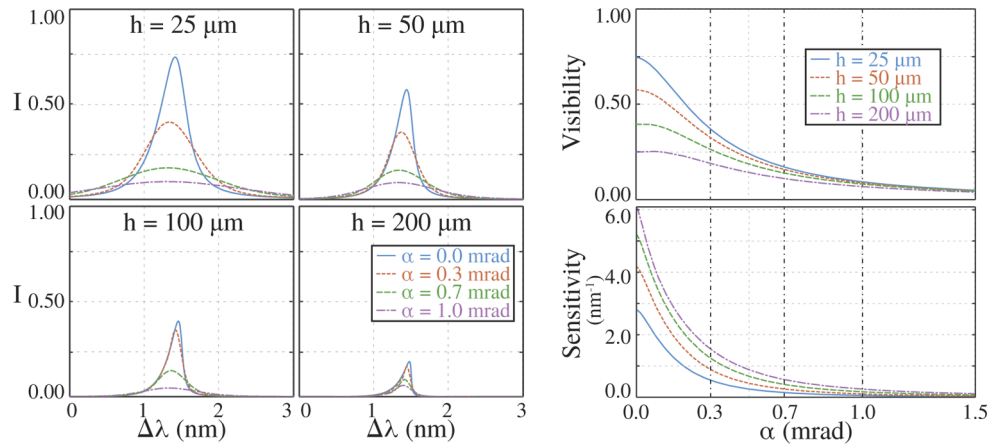 h = 25 μm
h = 50 μm
1.00
I 0.50
0.00
h = 100 μm
h = 200 μm
1.00
I 0.50
0.00
α = 0.0 mrad
α = 0.3 mrad
α = 0.7 mrad
α = 1.0 mrad
0 1 2 3
0 1 2 3
Δλ (nm)
Δλ (nm)
1.00
0.50
0.00
Visibility
h = 25 μm
h = 50 μm
h = 100 μm
h = 200 μm
6.0
4.0
2.0
0.0
Sensitivity
(nm⁻¹)
0.0 0.3 0.7 1.0 1.5
α (mrad)